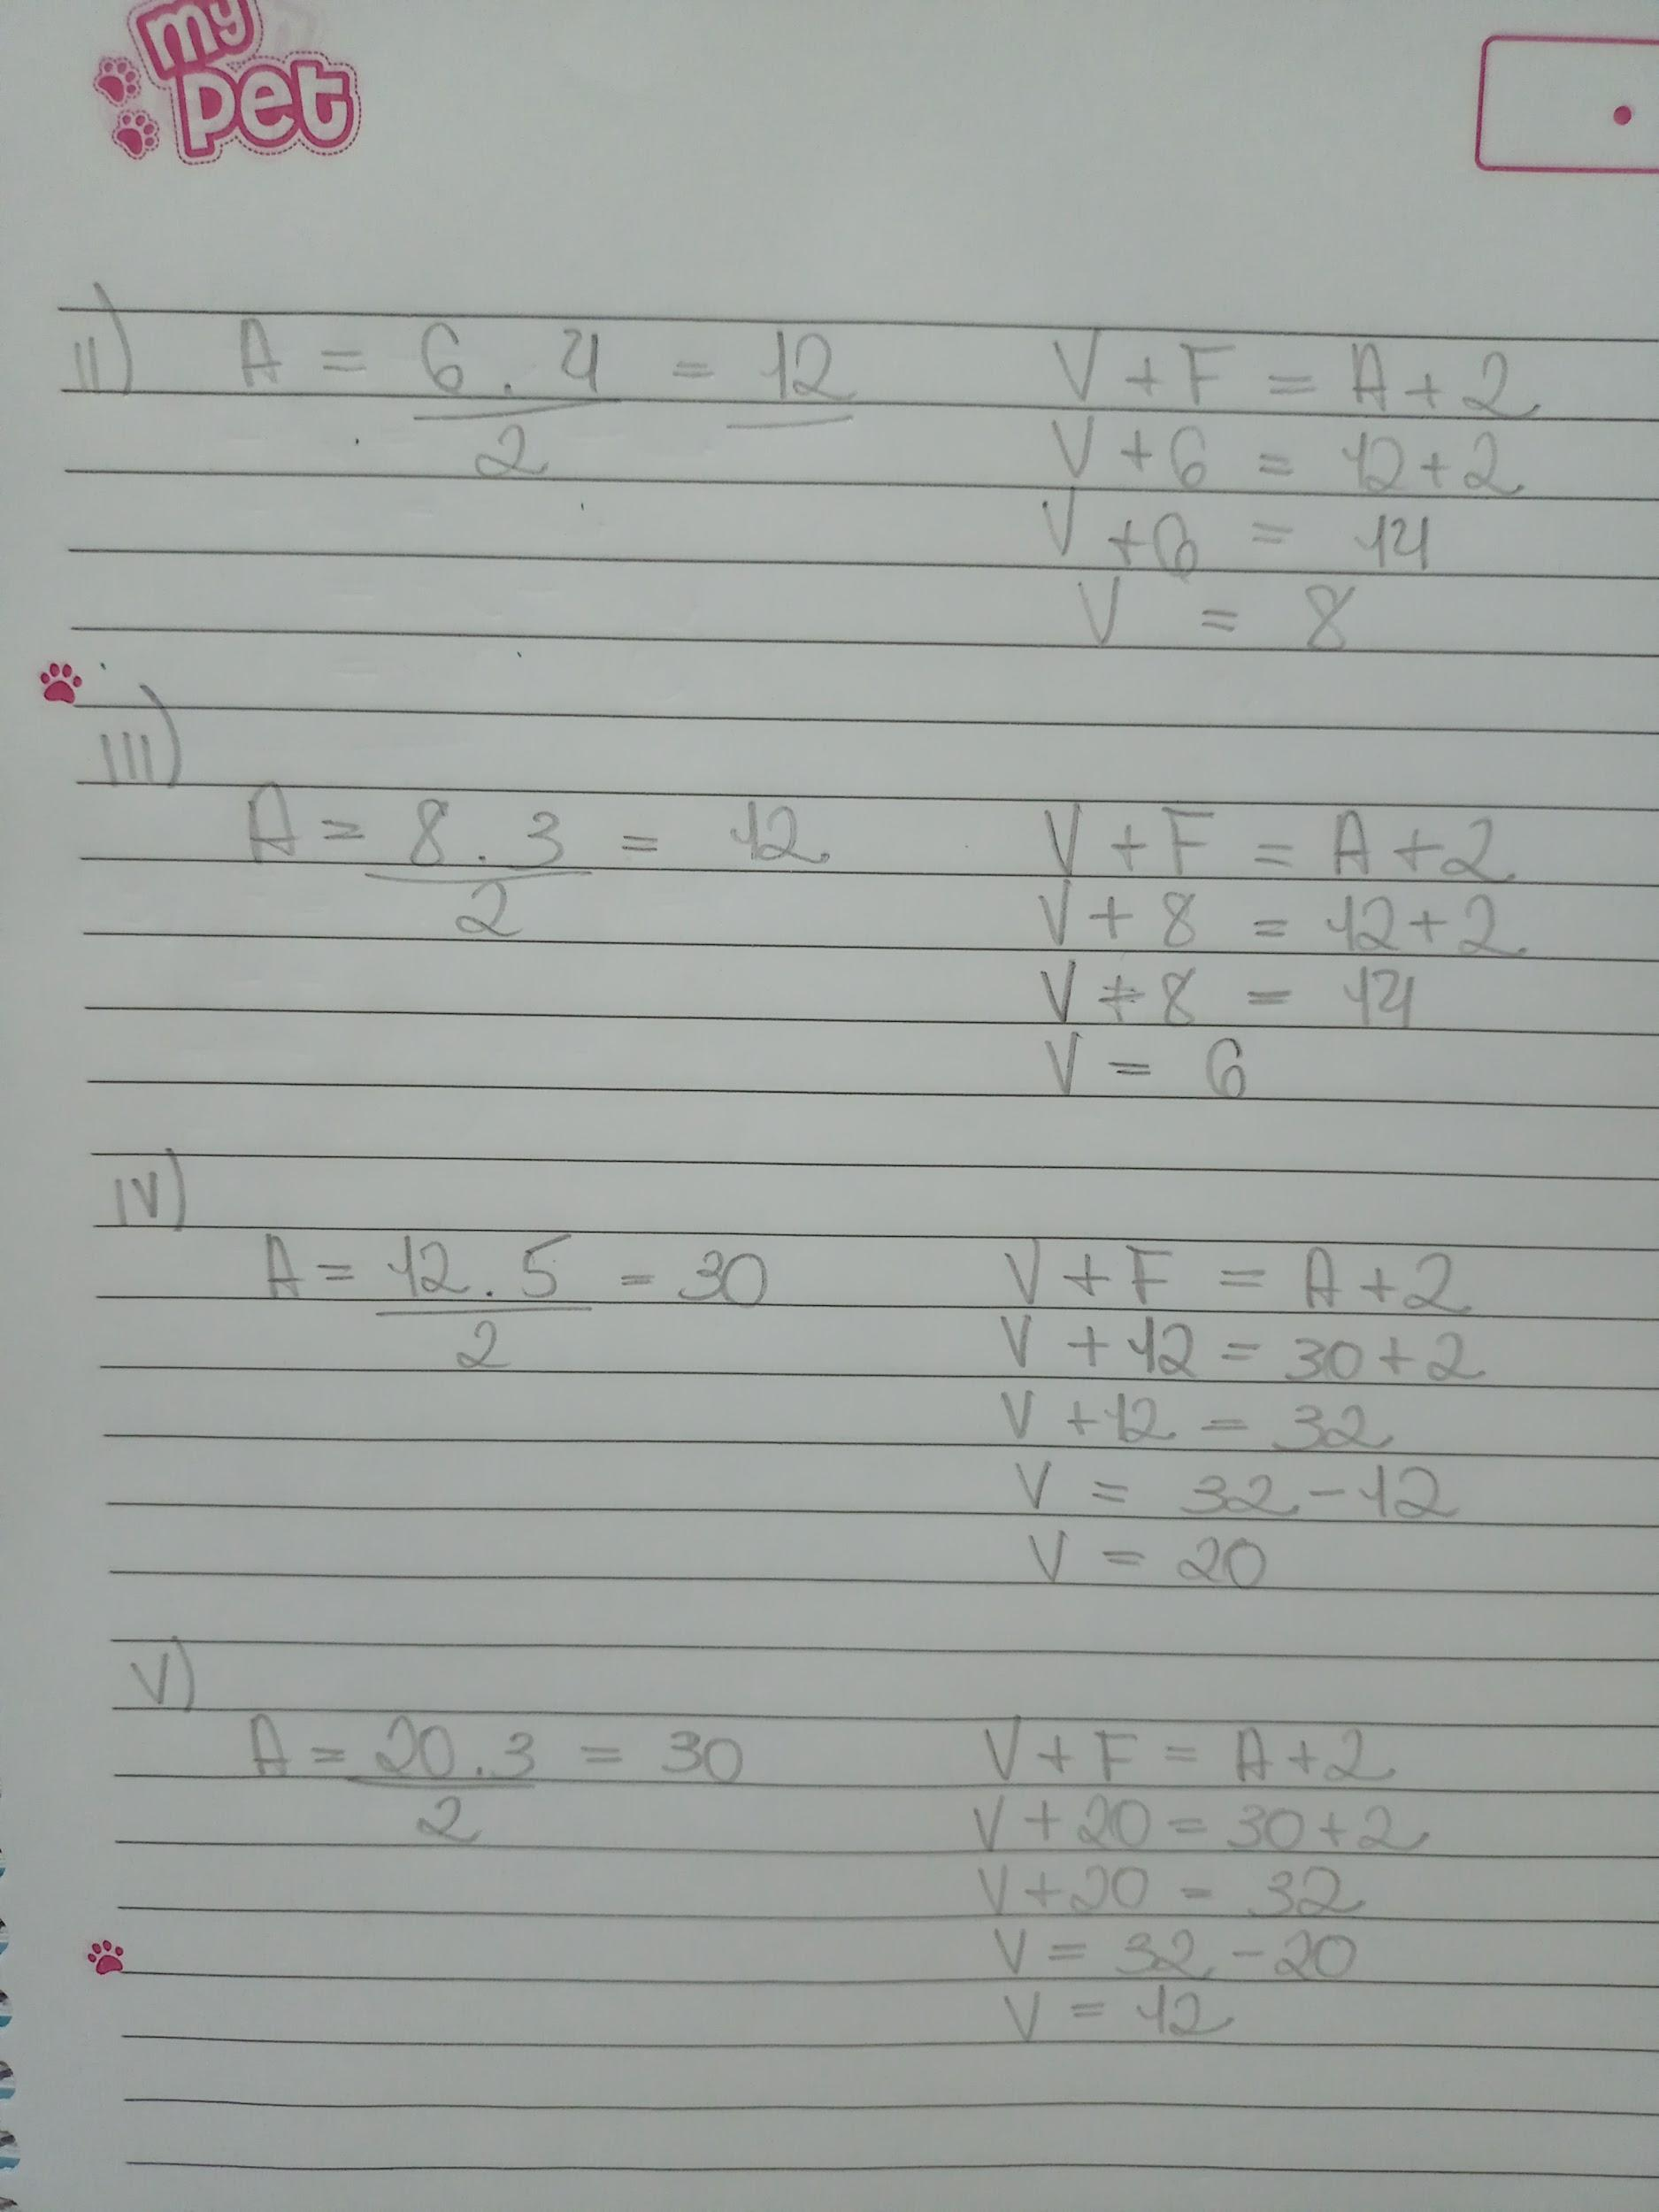 my
pet
II) A = 6 . 4 = 12
2
V + F = A + 2
V + 6 = 12 + 2
V + 6 = 14
V = 8
III)
A = 8 . 3 = 12
2
V + F = A + 2
V + 8 = 12 + 2
V + 8 = 14
V = 6
IV)
A = 12 . 5 = 30
2
V + F = A + 2
V + 12 = 30 + 2
V + 12 = 32
V = 32 - 12
V = 20
V)
A = 20 . 3 = 30
2
V + F = A + 2
V + 20 = 30 + 2
V + 20 = 32
V = 32 - 20
V = 12